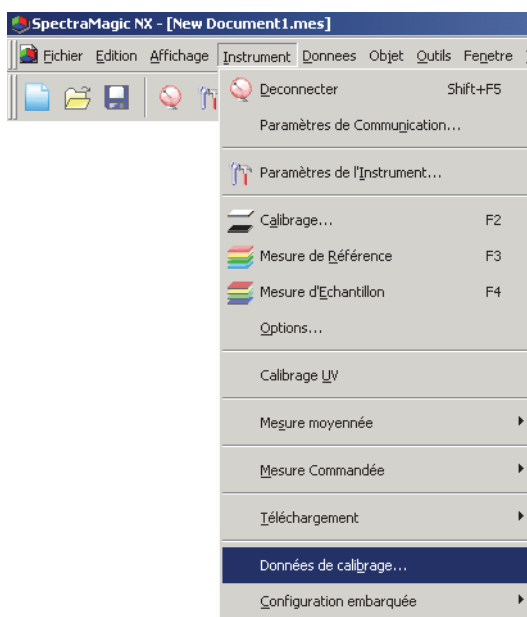 SpectraMagic NX - [New Document1.mes]
Fichier Edition Affichage Instrument Donnees Objet Outils Fenetre
Deconnecter Shift+F5
Paramètres de Communication...
Paramètres de l'Instrument...
Calibrage... F2
Mesure de Référence F3
Mesure d'Echantillon F4
Options...
Calibrage UV
Mesure moyennée
Mesure Commandée
Téléchargement
Données de calibrage...
Configuration embarquée